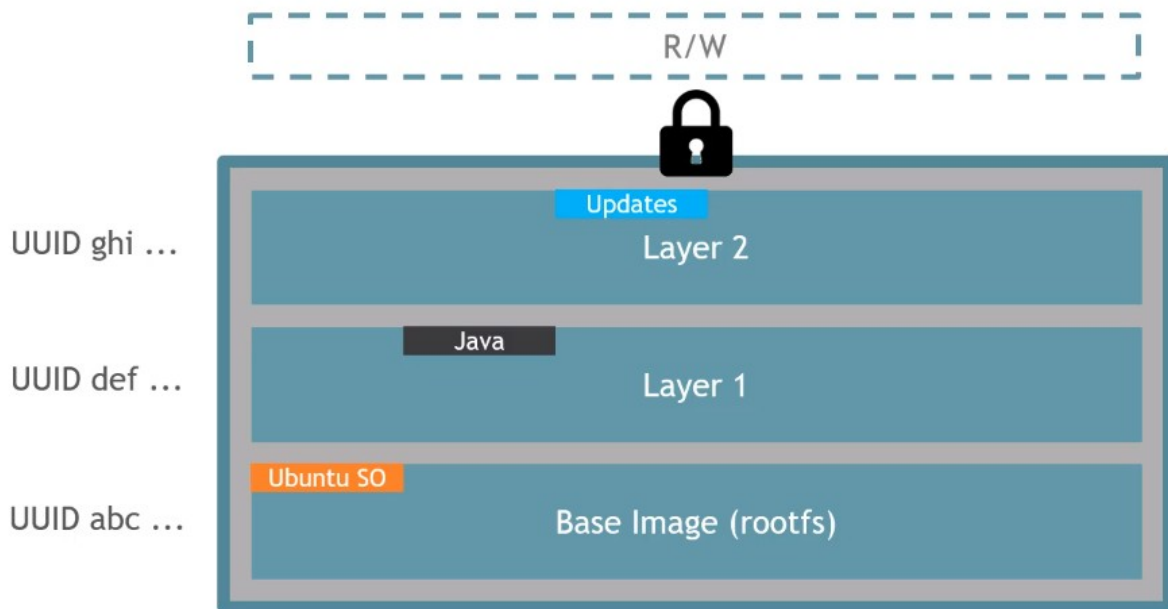 R/W
Updates
UUID ghi ...
Layer 2
Java
UUID def ...
Layer 1
Ubuntu SO
UUID abc ...
Base Image (rootfs)